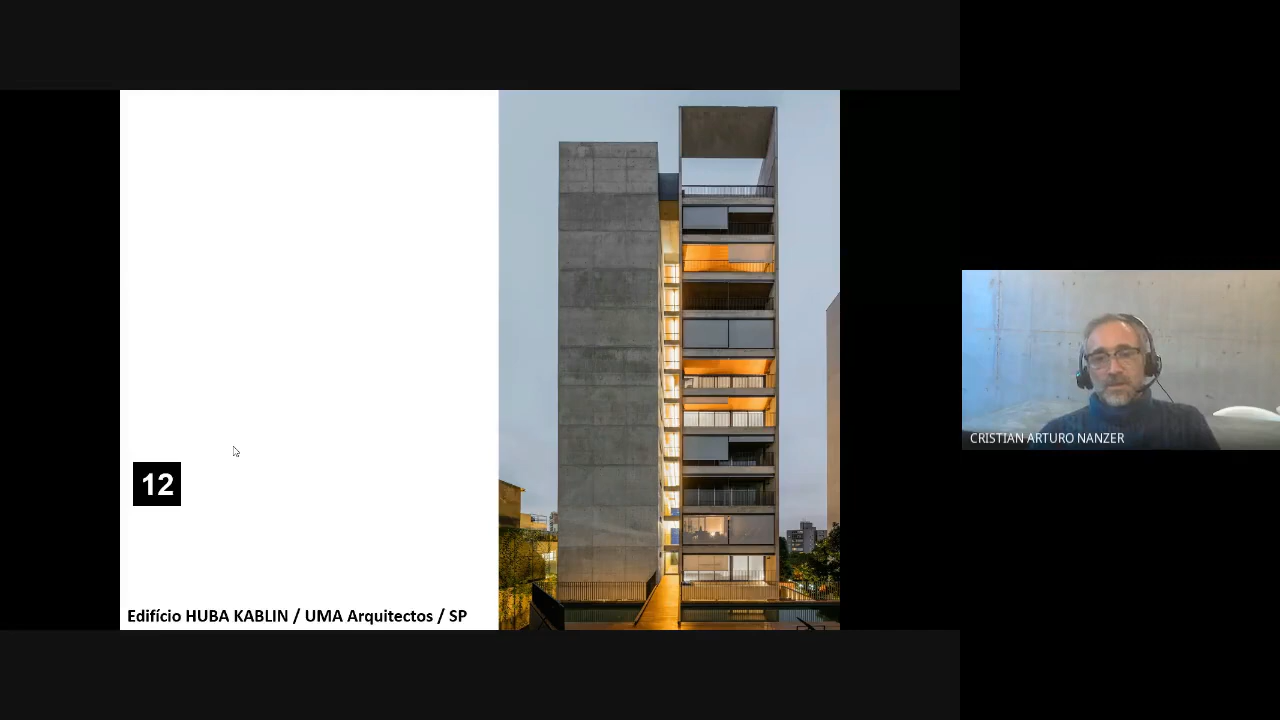 12
Edifício HUBA KABLIN / UMA Arquitectos / SP
CRISTIAN ARTURO NANZER